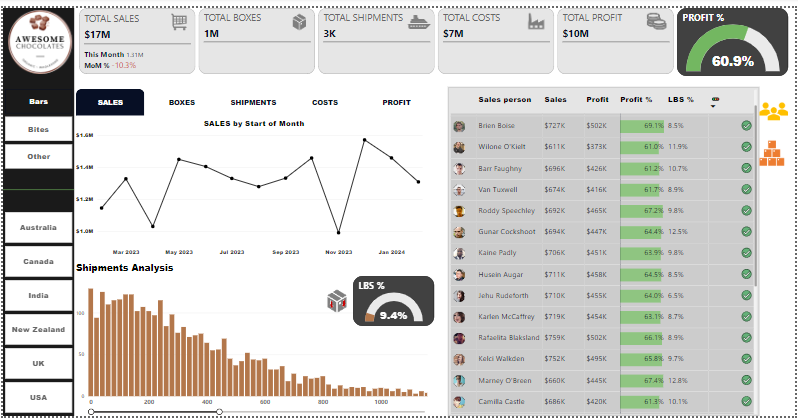 AWESOME
CHOCOLATES
TOTAL SALES
$17M
This Month 1.31M
MoM % -10.3%
TOTAL BOXES
1M
TOTAL SHIPMENTS
3K
TOTAL COSTS
$7M
TOTAL PROFIT
$10M
PROFIT %
60.9%
Bars
Bites
Other
Australia
Canada
India
New Zealand
UK
USA
SALES BOXES SHIPMENTS COSTS PROFIT
SALES by Start of Month
$1,6M
$1,4M
$1,2M
$1,0M
Mar 2023 May 2023 Jul 2023 Sep 2023 Nov 2023 Jan 2024
Shipments Analysis
LBS %
9.4%
100
50
0
0 200 400 600 800 1000
Sales person Sales Profit Profit % LBS %
Brien Boise $727K $502K 69.1% 8.5%
Wilone O'Kielt $611K $373K 61.0% 11.9%
Barr Faughny $696K $426K 61.2% 10.7%
Van Tuxwell $674K $416K 61.7% 8.9%
Roddy Speechley $692K $465K 67.2% 9.8%
Gunar Cockshoot $694K $447K 64.4% 12.5%
Kaine Padly $706K $451K 63.9% 9.8%
Husein Augar $711K $458K 64.5% 8.5%
Jehu Rudeforth $710K $455K 64.0% 6.5%
Karlen McCaffrey $719K $454K 63.1% 8.7%
Rafaelita Blaksland $759K $502K 66.1% 8.9%
Kelci Walkden $752K $495K 65.8% 9.7%
Marney O'Breen $660K $445K 67.4% 12.8%
Camilla Castle $686K $420K 61.3% 10.1%